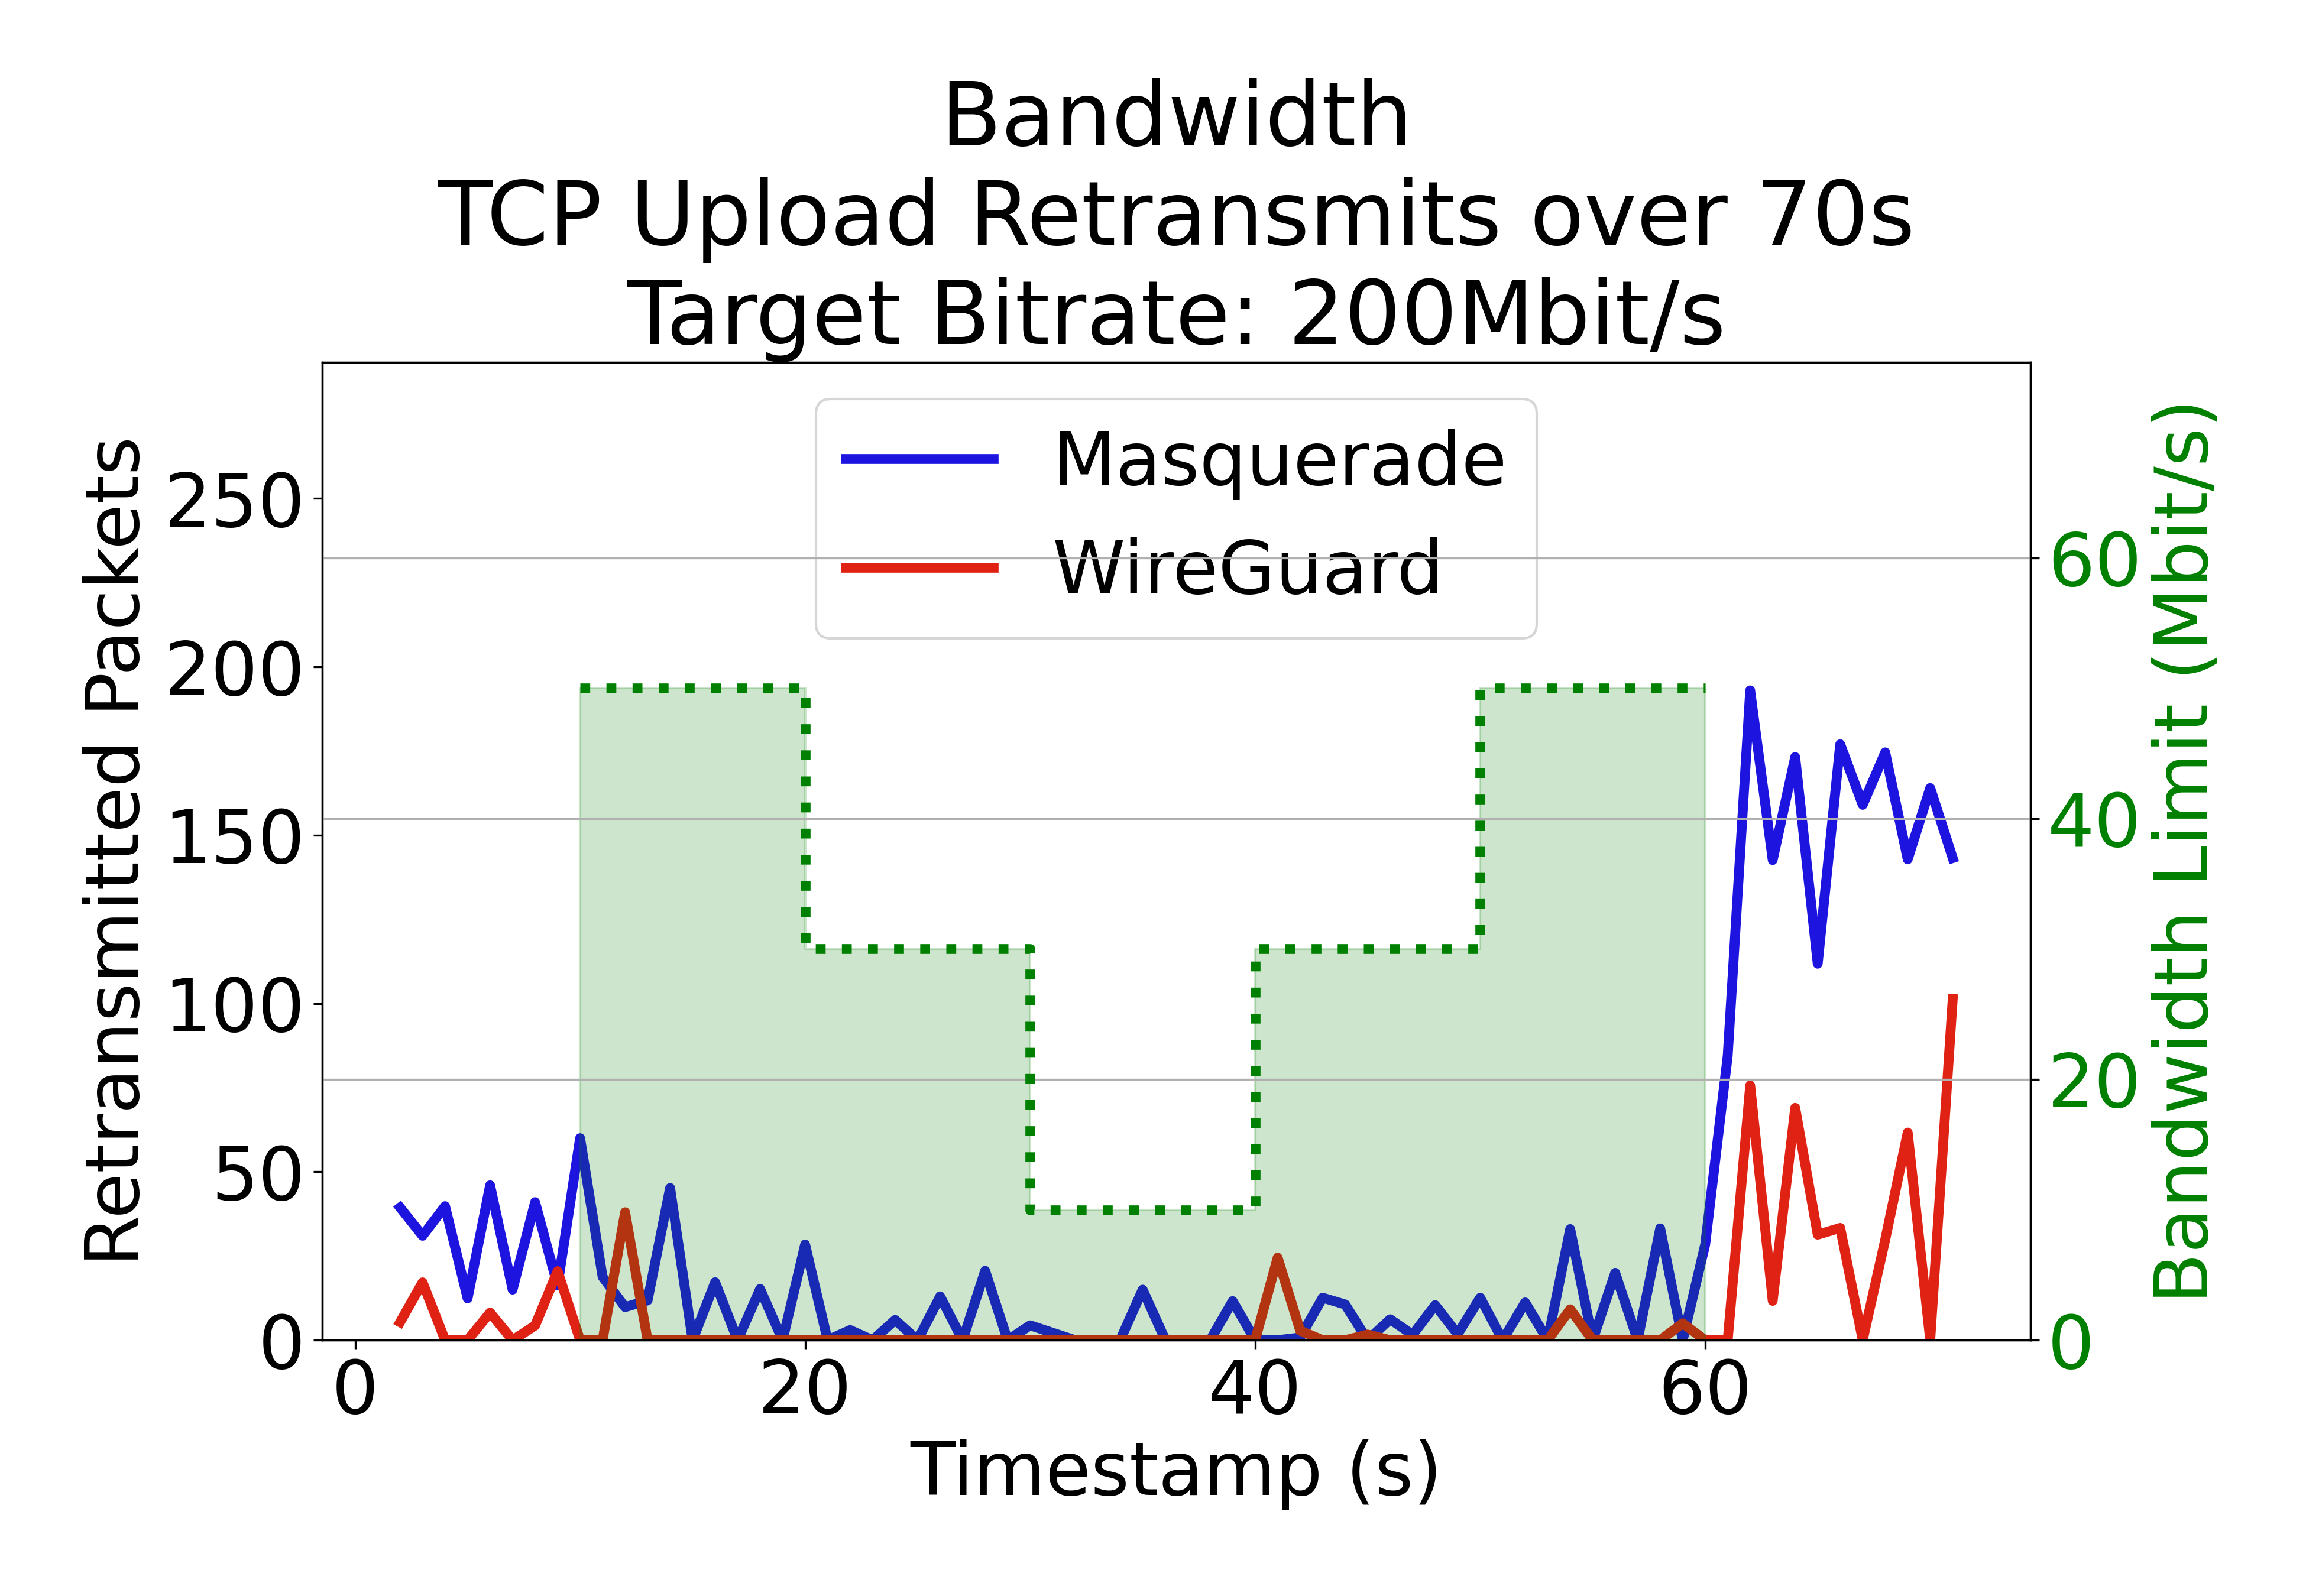 Bandwidth
TCP Upload Retransmits over 70s
Target Bitrate: 200Mbit/s
Masquerade
WireGuard
Retransmitted Packets
250
200
150
100
50
0
Bandwidth Limit (Mbit/s)
60
40
20
0
0 20 40 60
Timestamp (s)